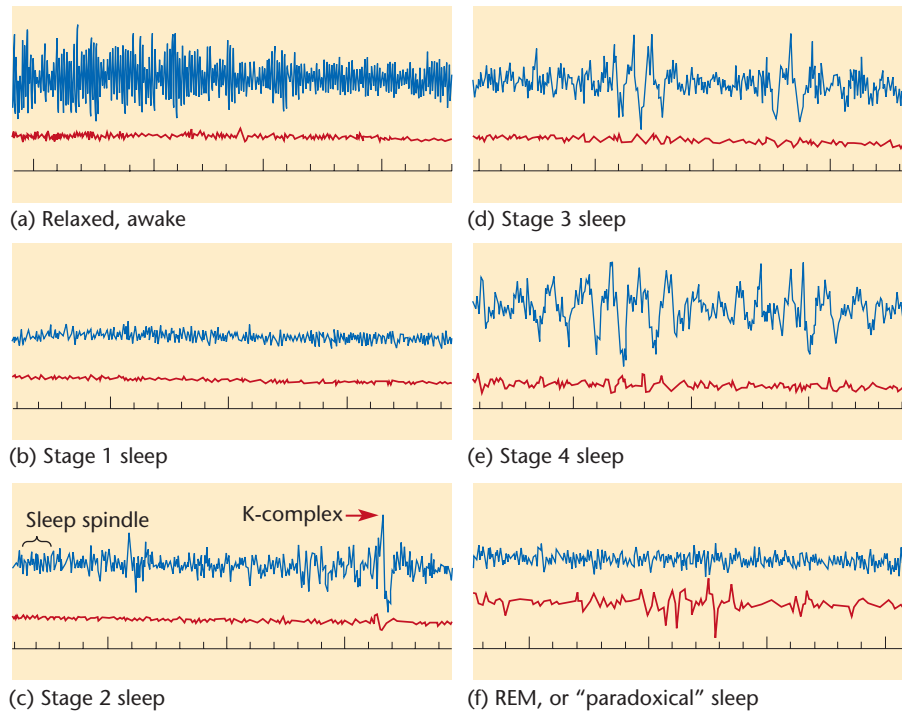 (a) Relaxed, awake
(b) Stage 1 sleep
Sleep spindle
K-complex
(c) Stage 2 sleep
(d) Stage 3 sleep
(e) Stage 4 sleep
(f) REM, or “paradoxical” sleep